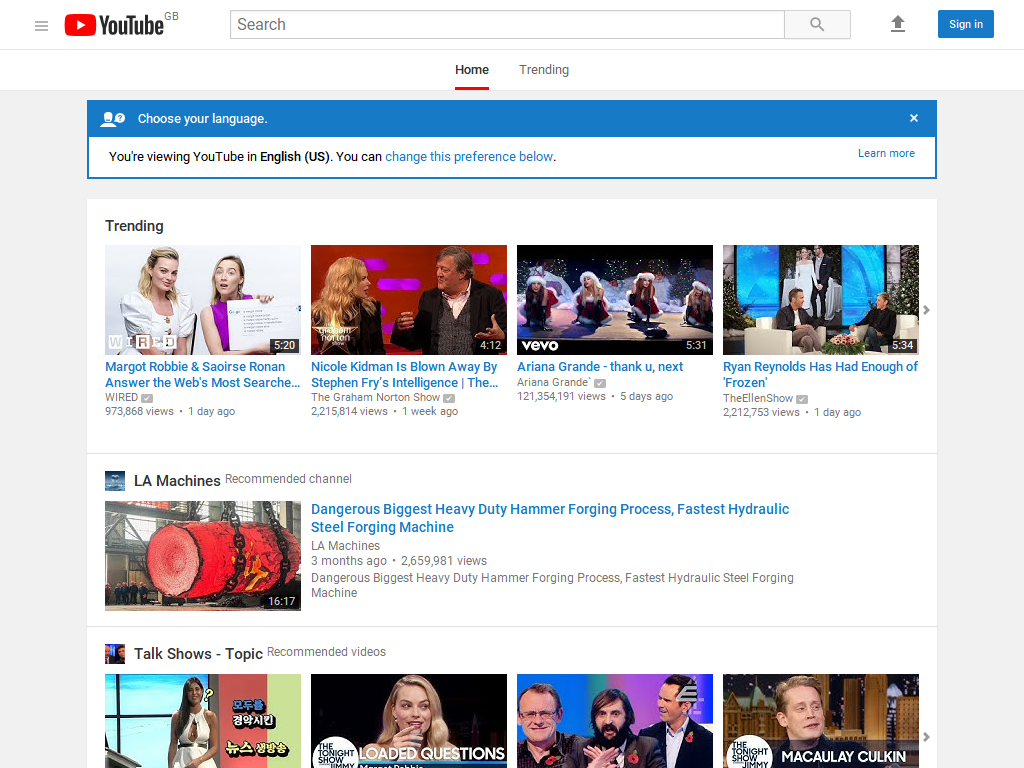 YouTube GB
Search
Sign in
Home
Trending
Choose your language.
×
You're viewing YouTube in English (US). You can change this preference below.
Learn more
Trending
WIRED
5:20
Graham
norton
show
4:12
vevo
5:31
5:34
Margot Robbie & Saoirse Ronan
Answer the Web's Most Searche...
WIRED
973,868 views • 1 day ago
Nicole Kidman Is Blown Away By
Stephen Fry’s Intelligence | The...
The Graham Norton Show
2,215,814 views • 1 week ago
Ariana Grande - thank u, next
Ariana Grande`
121,354,191 views • 5 days ago
Ryan Reynolds Has Had Enough of
'Frozen'
TheEllenShow
2,212,753 views • 1 day ago
LA Machines Recommended channel
16:17
Dangerous Biggest Heavy Duty Hammer Forging Process, Fastest Hydraulic
Steel Forging Machine
LA Machines
3 months ago • 2,659,981 views
Dangerous Biggest Heavy Duty Hammer Forging Process, Fastest Hydraulic Steel Forging
Machine
Talk Shows - Topic Recommended videos
?
모두를
경악시킨
뉴스 생방송
THE
TONIGHT
SHOW
JIMMY
LOADED QUESTIONS
Margot Robbie
THE
TONIGHT
SHOW
JIMMY
MACAULAY CULKIN